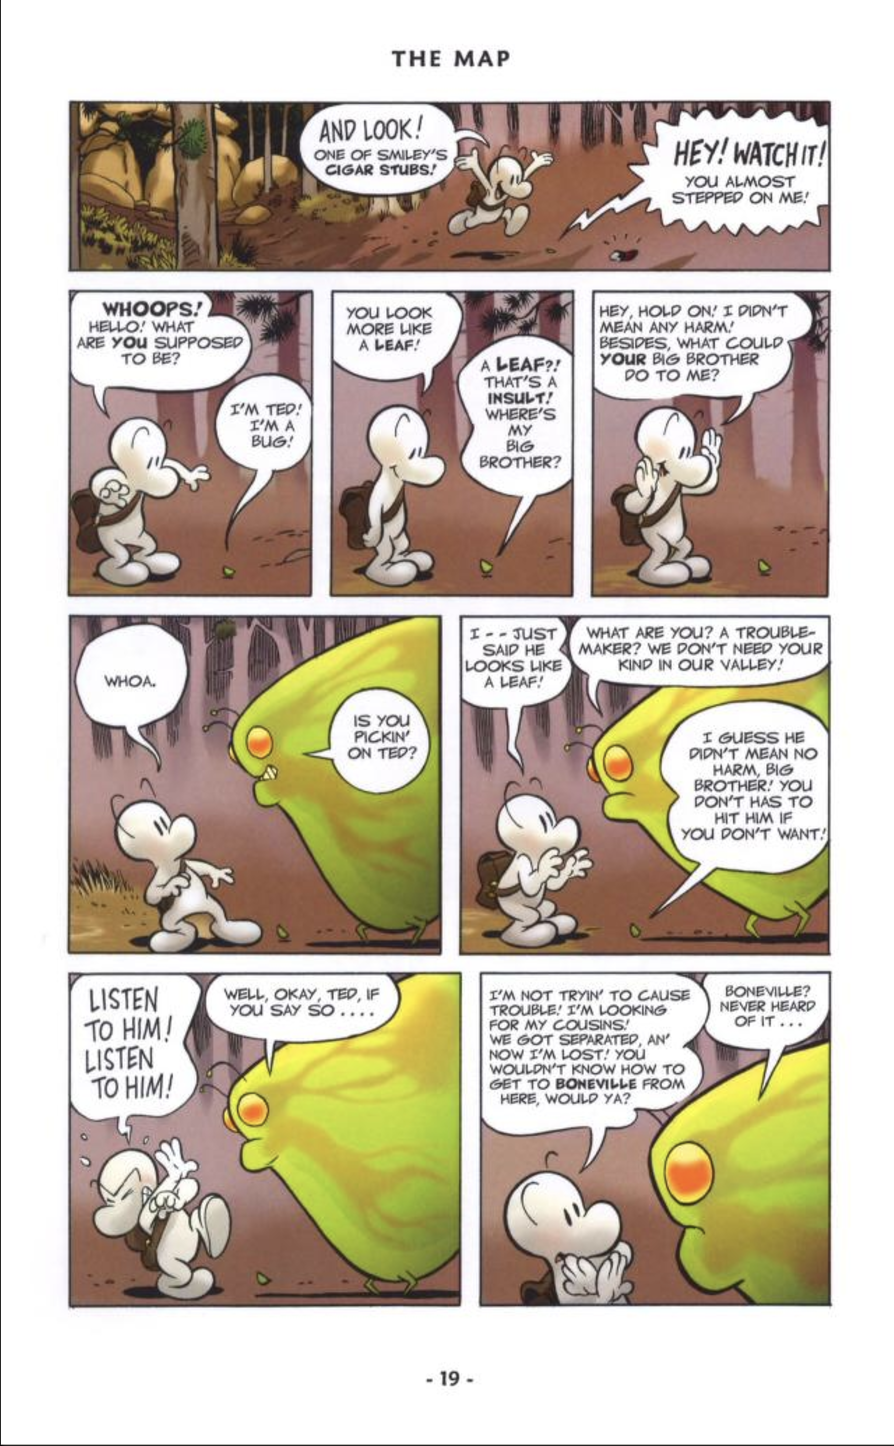 THE MAP
AND LOOK!
ONE OF SMILEY'S
CIGAR STUBS!
HEY! WATCH IT!
YOU ALMOST
STEPPED ON ME!
WHOOPS!
HELLO! WHAT
ARE YOU SUPPOSED
TO BE?
I'M TED!
I'M A
BUG!
YOU LOOK
MORE LIKE
A LEAF!
A LEAF?!
THAT'S A
INSULT!
WHERE'S
MY
BIG
BROTHER?
HEY, HOLD ON! I DIDN'T
MEAN ANY HARM!
BESIDES, WHAT COULD
YOUR BIG BROTHER
DO TO ME?
WHOA.
IS YOU
PICKIN'
ON TED?
I -- JUST
SAID HE
LOOKS LIKE
A LEAF!
WHAT ARE YOU? A TROUBLE-
MAKER? WE DON'T NEED YOUR
KIND IN OUR VALLEY!
I GUESS HE
DIDN'T MEAN NO
HARM, BIG
BROTHER! YOU
DON'T HAS TO
HIT HIM IF
YOU DON'T WANT!
LISTEN
TO HIM!
LISTEN
TO HIM!
WELL, OKAY, TED, IF
YOU SAY SO ....
I'M NOT TRYIN' TO CAUSE
TROUBLE! I'M LOOKING
FOR MY COUSINS!
WE GOT SEPARATED, AN'
NOW I'M LOST! YOU
WOULDN'T KNOW HOW TO
GET TO BONEVILLE FROM
HERE, WOULD YA?
BONEVILLE?
NEVER HEARD
OF IT ...
- 19 -